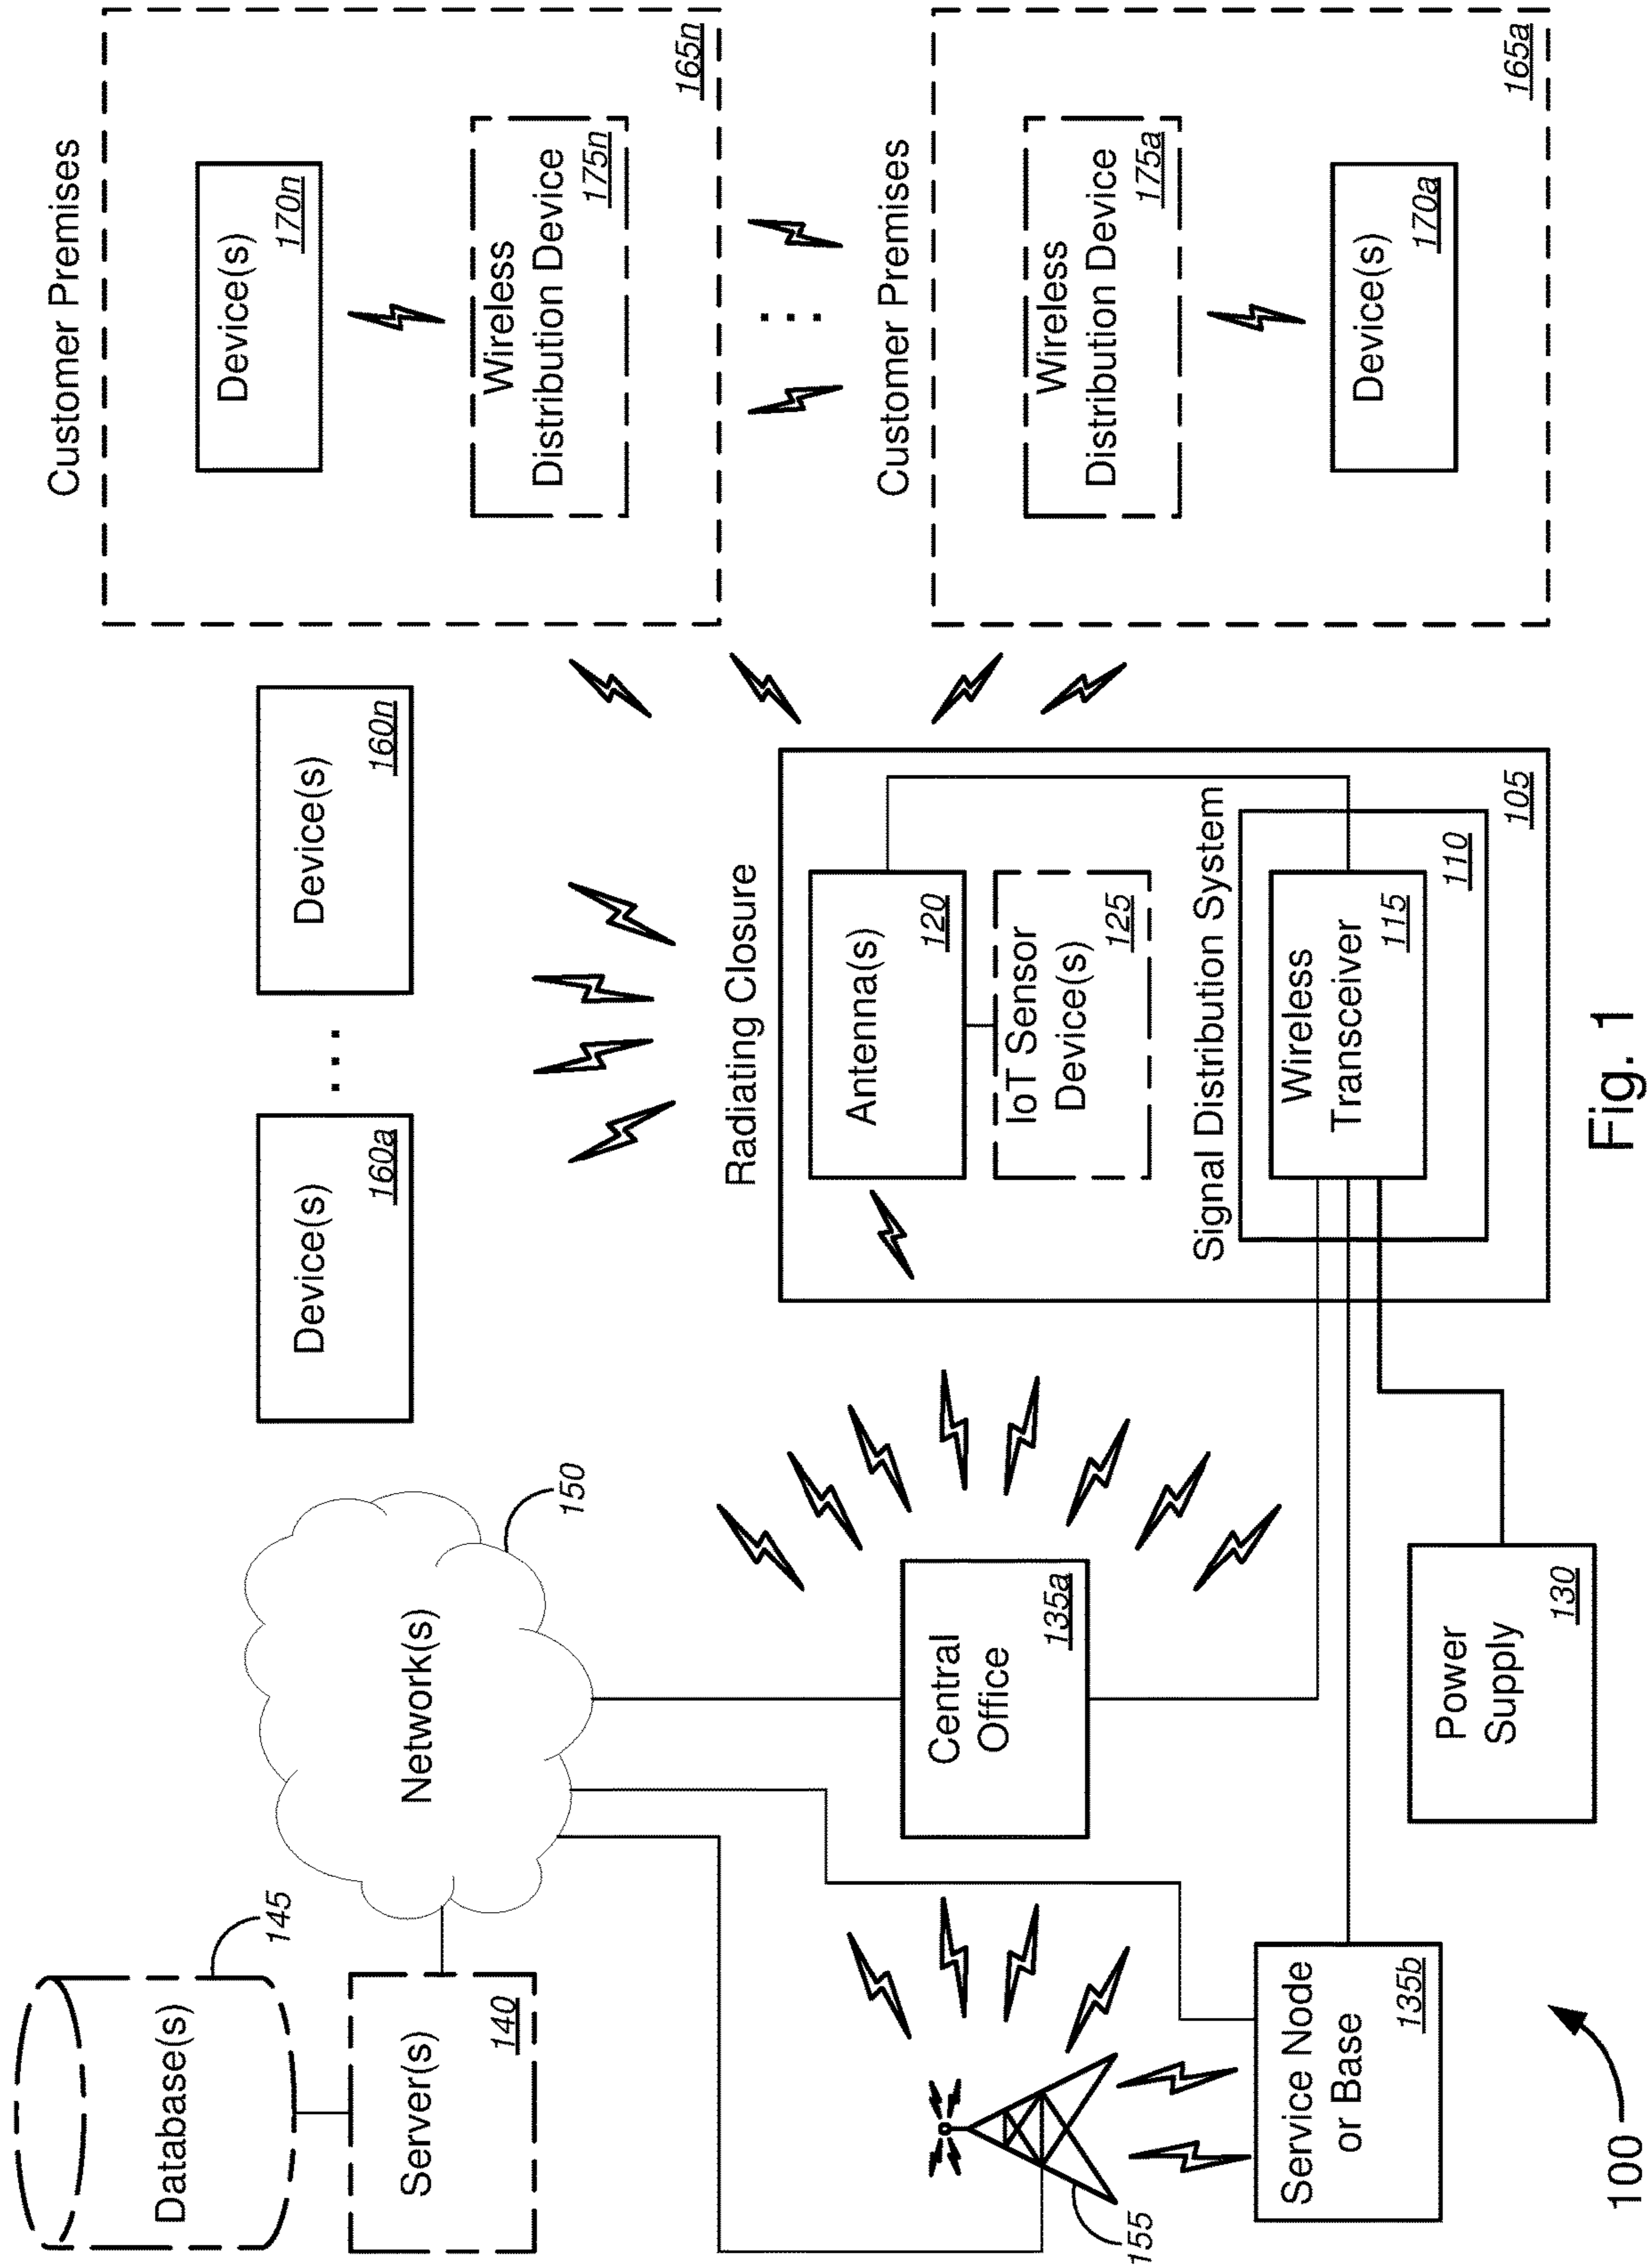 Database(s)
145
Server(s)
140
Network(s)
150
Device(s)
160a
...
Device(s)
160n
Customer Premises
Device(s)
170n
Wireless
Distribution Device
175n
165n
...
Customer Premises
Wireless
Distribution Device
175a
Device(s)
170a
165a
155
Service Node
or Base
135b
Central
Office
135a
Power
Supply
130
Radiating Closure
Antenna(s)
120
IoT Sensor
Device(s)
125
Signal Distribution System
Wireless
Transceiver
115
110
105
100
Fig. 1